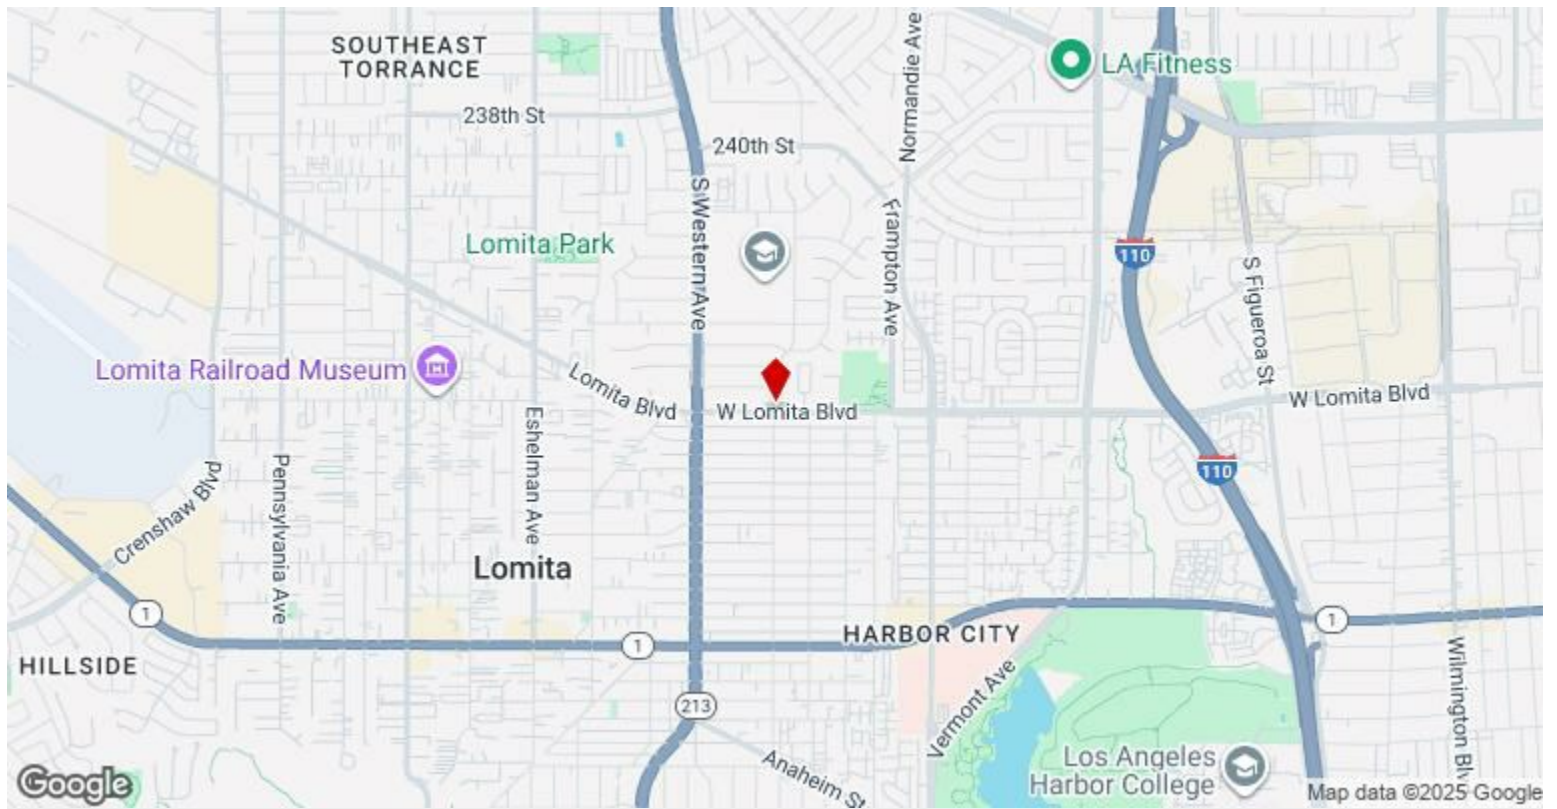 SOUTHEAST
TORRANCE
238th St
240th St
Normandie Ave
LA Fitness
S Western Ave
Frampton Ave
Lomita Park
110
S Figueroa St
Lomita Railroad Museum
Lomita Blvd
W Lomita Blvd
W Lomita Blvd
Eshelman Ave
110
Crenshaw Blvd
Pennsylvania Ave
Lomita
1
1
1
HARBOR CITY
HILLSIDE
213
Vermont Ave
Wilmington Blv
Anaheim St
Los Angeles
Harbor College
Google
Map data ©2025 Google